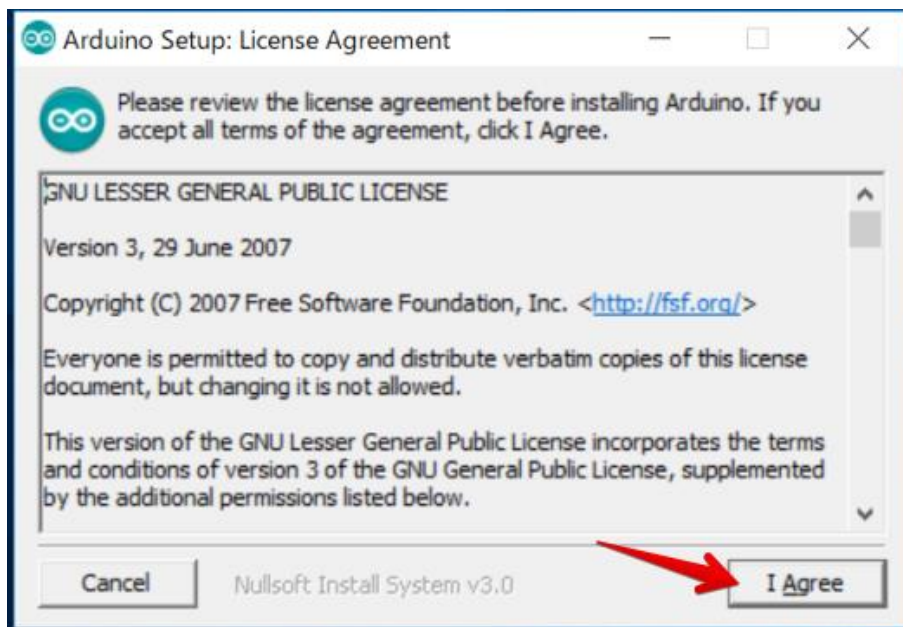 Arduino Setup: License Agreement
Please review the license agreement before installing Arduino. If you
accept all terms of the agreement, click I Agree.
GNU LESSER GENERAL PUBLIC LICENSE
Version 3, 29 June 2007
Copyright (C) 2007 Free Software Foundation, Inc. <http://fsf.org/>
Everyone is permitted to copy and distribute verbatim copies of this license
document, but changing it is not allowed.
This version of the GNU Lesser General Public License incorporates the terms
and conditions of version 3 of the GNU General Public License, supplemented
by the additional permissions listed below.
Cancel
Nullsoft Install System v3.0
I Agree